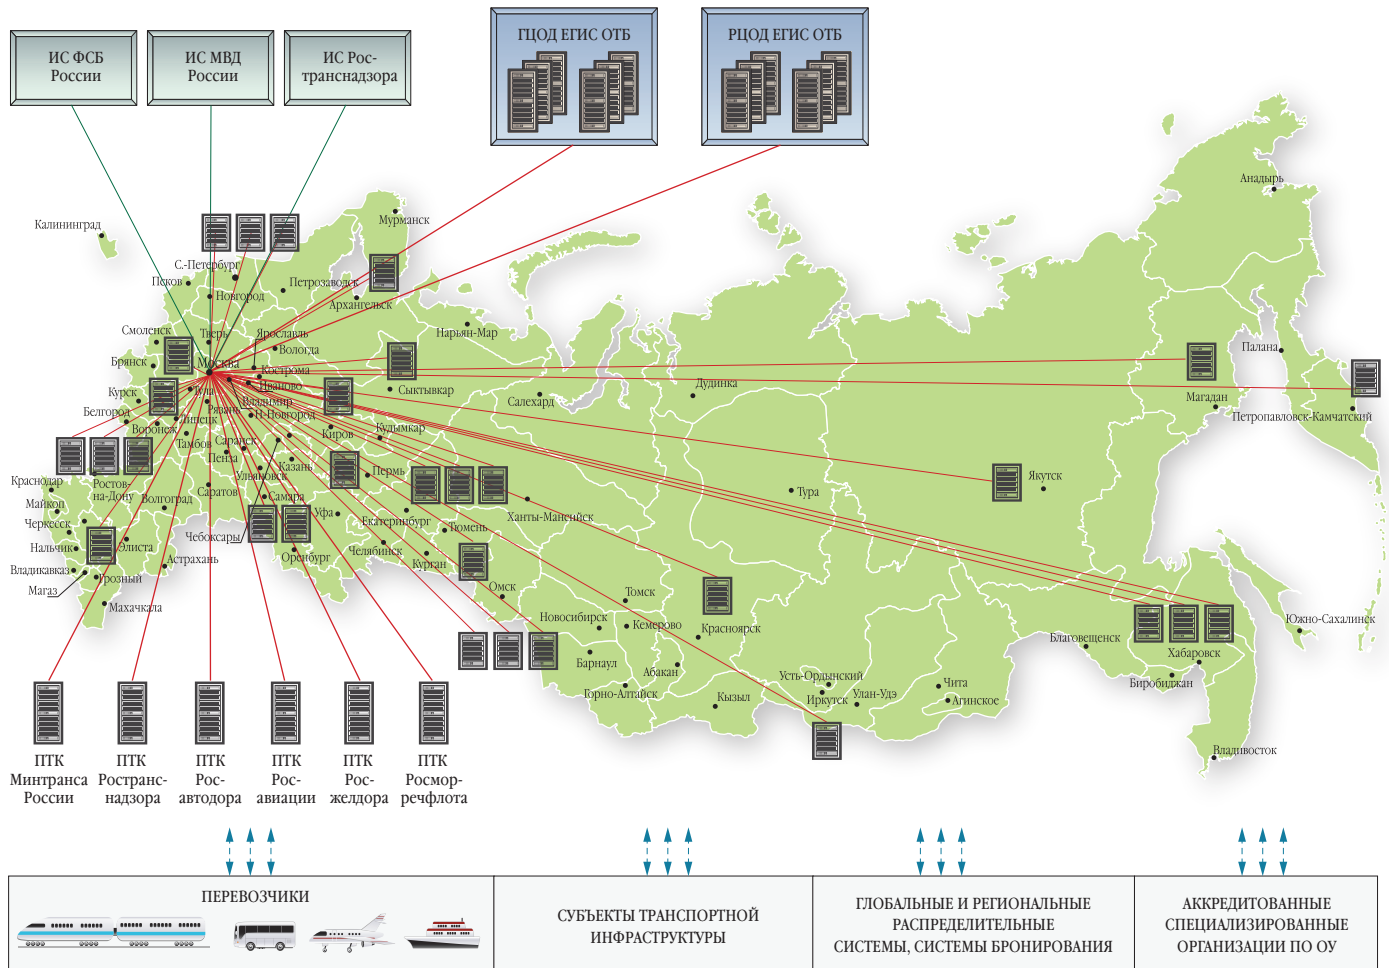 ИС ФСБ
России
ИС МВД
России
ИС Рос-
транснадзора
ГЦОД ЕГИС ОТБ
РЦОД ЕГИС ОТБ
Анадырь
Калининград
Мурманск
С.-Петербург
Псков
Новгород
Петрозаводск
Архангельск
Нарьян-Мар
Смоленск
Тверь
Ярославль
Вологда
Брянск
Москва
Кострома
Иваново
Сыктывкар
Салехард
Дудинка
Палана
Магадан
Петропавловск-Камчатский
Курск
Тула
Рязань
Владимир
Н-Новгород
Белгород
Воронеж
Липецк
Тамбов
Саранск
Пенза
Киров
Кудымкар
Казань
Ульяновск
Пермь
Краснодар
Ростов-
на-Дону
Волгоград
Саратов
Самара
Майкоп
Черкесск
Уфа
Екатеринбург
Тюмень
Ханты-Мансийск
Тура
Якутск
Нальчик
Элиста
Чебоксары
Оренбург
Челябинск
Курган
Владикавказ
Грозный
Астрахань
Магаз
Махачкала
Омск
Томск
Новосибирск
Кемерово
Красноярск
Барнаул
Абакан
Горно-Алтайск
Кызыл
Усть-Ордынский
Иркутск
Улан-Удэ
Чита
Агинское
Благовещенск
Хабаровск
Биробиджан
Южно-Сахалинск
Владивосток
ПТК
Минтранса
России
ПТК
Ространс-
надзора
ПТК
Рос-
автодора
ПТК
Рос-
авиации
ПТК
Рос-
желдора
ПТК
Росмор-
речфлота
ПЕРЕВОЗЧИКИ
СУБЪЕКТЫ ТРАНСПОРТНОЙ
ИНФРАСТРУКТУРЫ
ГЛОБАЛЬНЫЕ И РЕГИОНАЛЬНЫЕ
РАСПРЕДЕЛИТЕЛЬНЫЕ
СИСТЕМЫ, СИСТЕМЫ БРОНИРОВАНИЯ
АККРЕДИТОВАННЫЕ
СПЕЦИАЛИЗИРОВАННЫЕ
ОРГАНИЗАЦИИ ПО ОУ